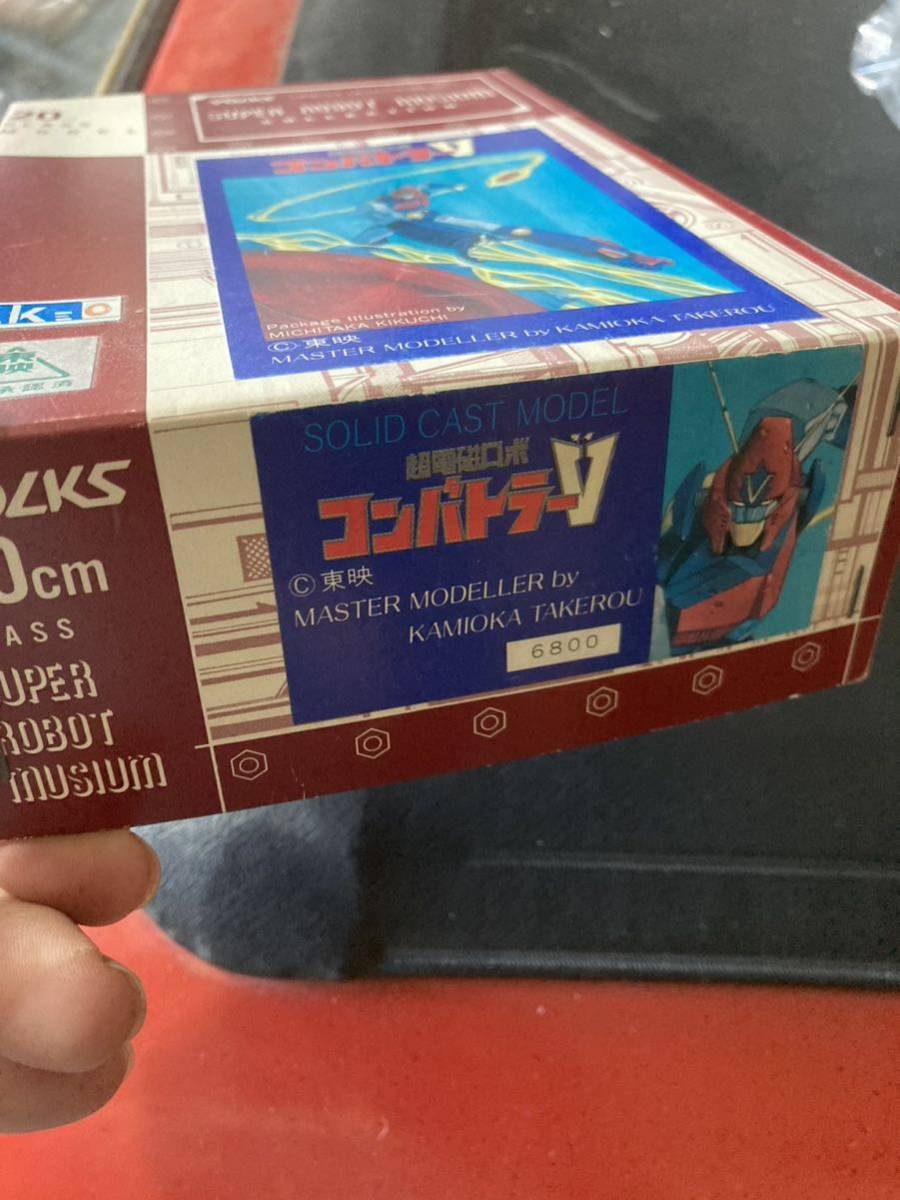 20
SUPER ROBOT MUSIUM
コンバトラーV
Package Illustration by
MICHITAKA KIKUCHI
© 東映
MASTER MODELLER by KAMIOKA TAKEROU
SOLID CAST MODEL
超電磁ロボ
コンバトラーV
© 東映
MASTER MODELLER by
KAMIOKA TAKEROU
6800
OLKS
0cm
ASS
UPER
ROBOT
MUSIUM